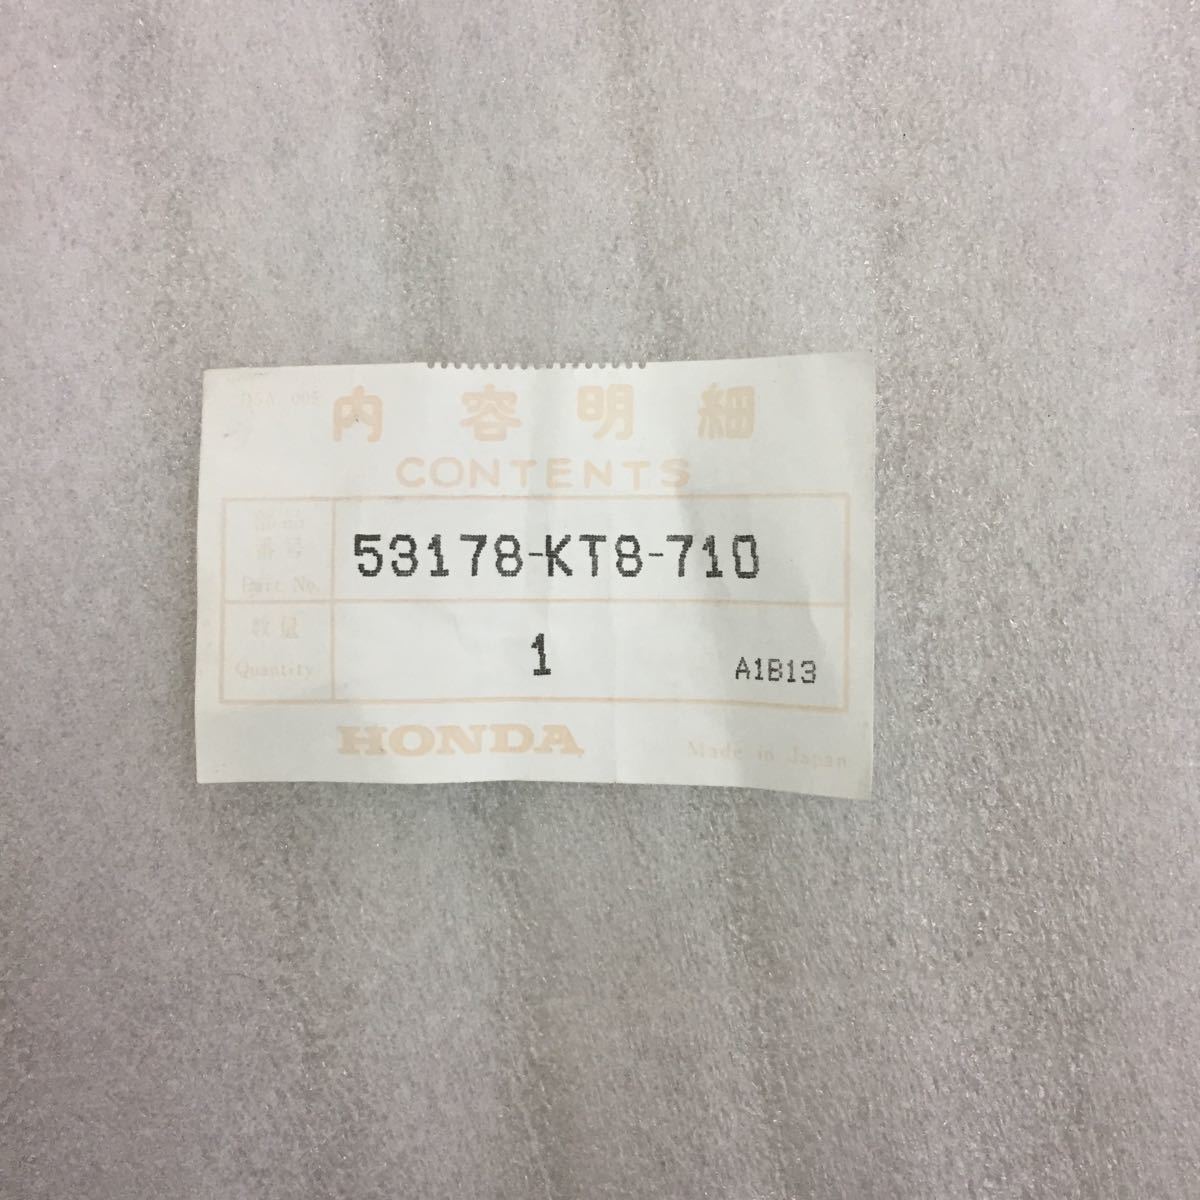 内容明細
CONTENTS
部品
番号
Part No.
53178-KT8-710
数量
Quantity
1
A1B13
HONDA
Made in Japan